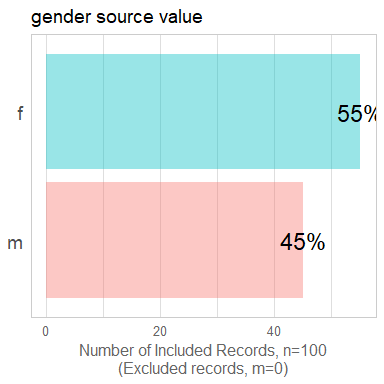 gender source value
f
55%
m
45%
0
20
40
Number of Included Records, n=100
(Excluded records, m=0)